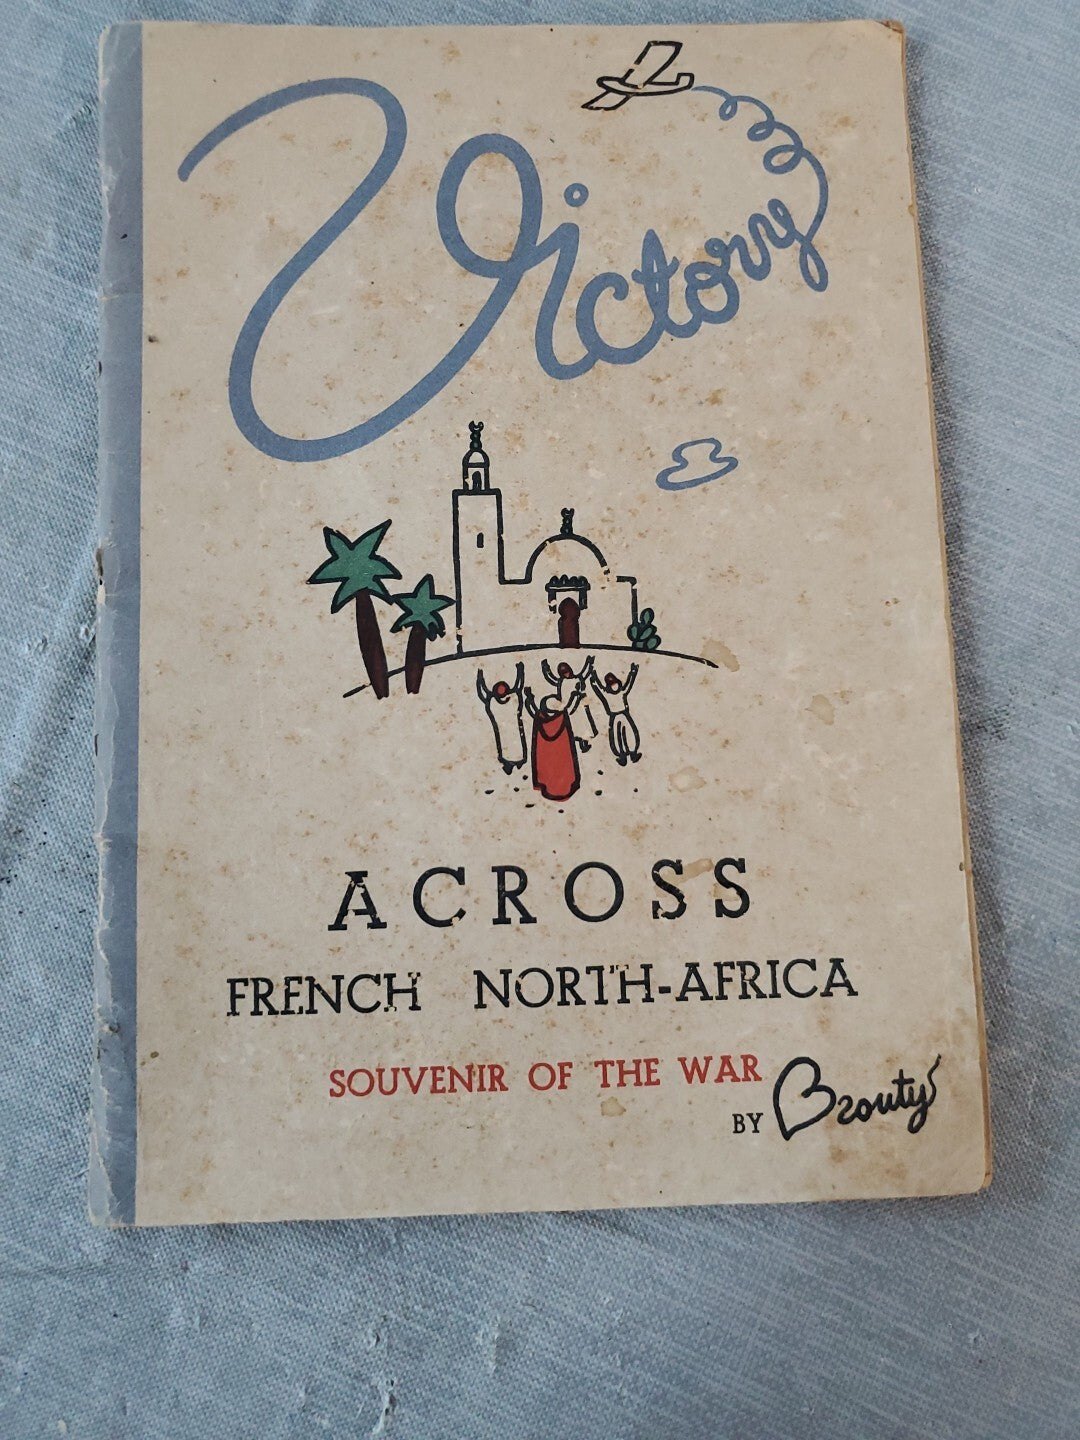 Victory
ACROSS
FRENCH NORTH-AFRICA
SOUVENIR OF THE WAR
BY Brouty